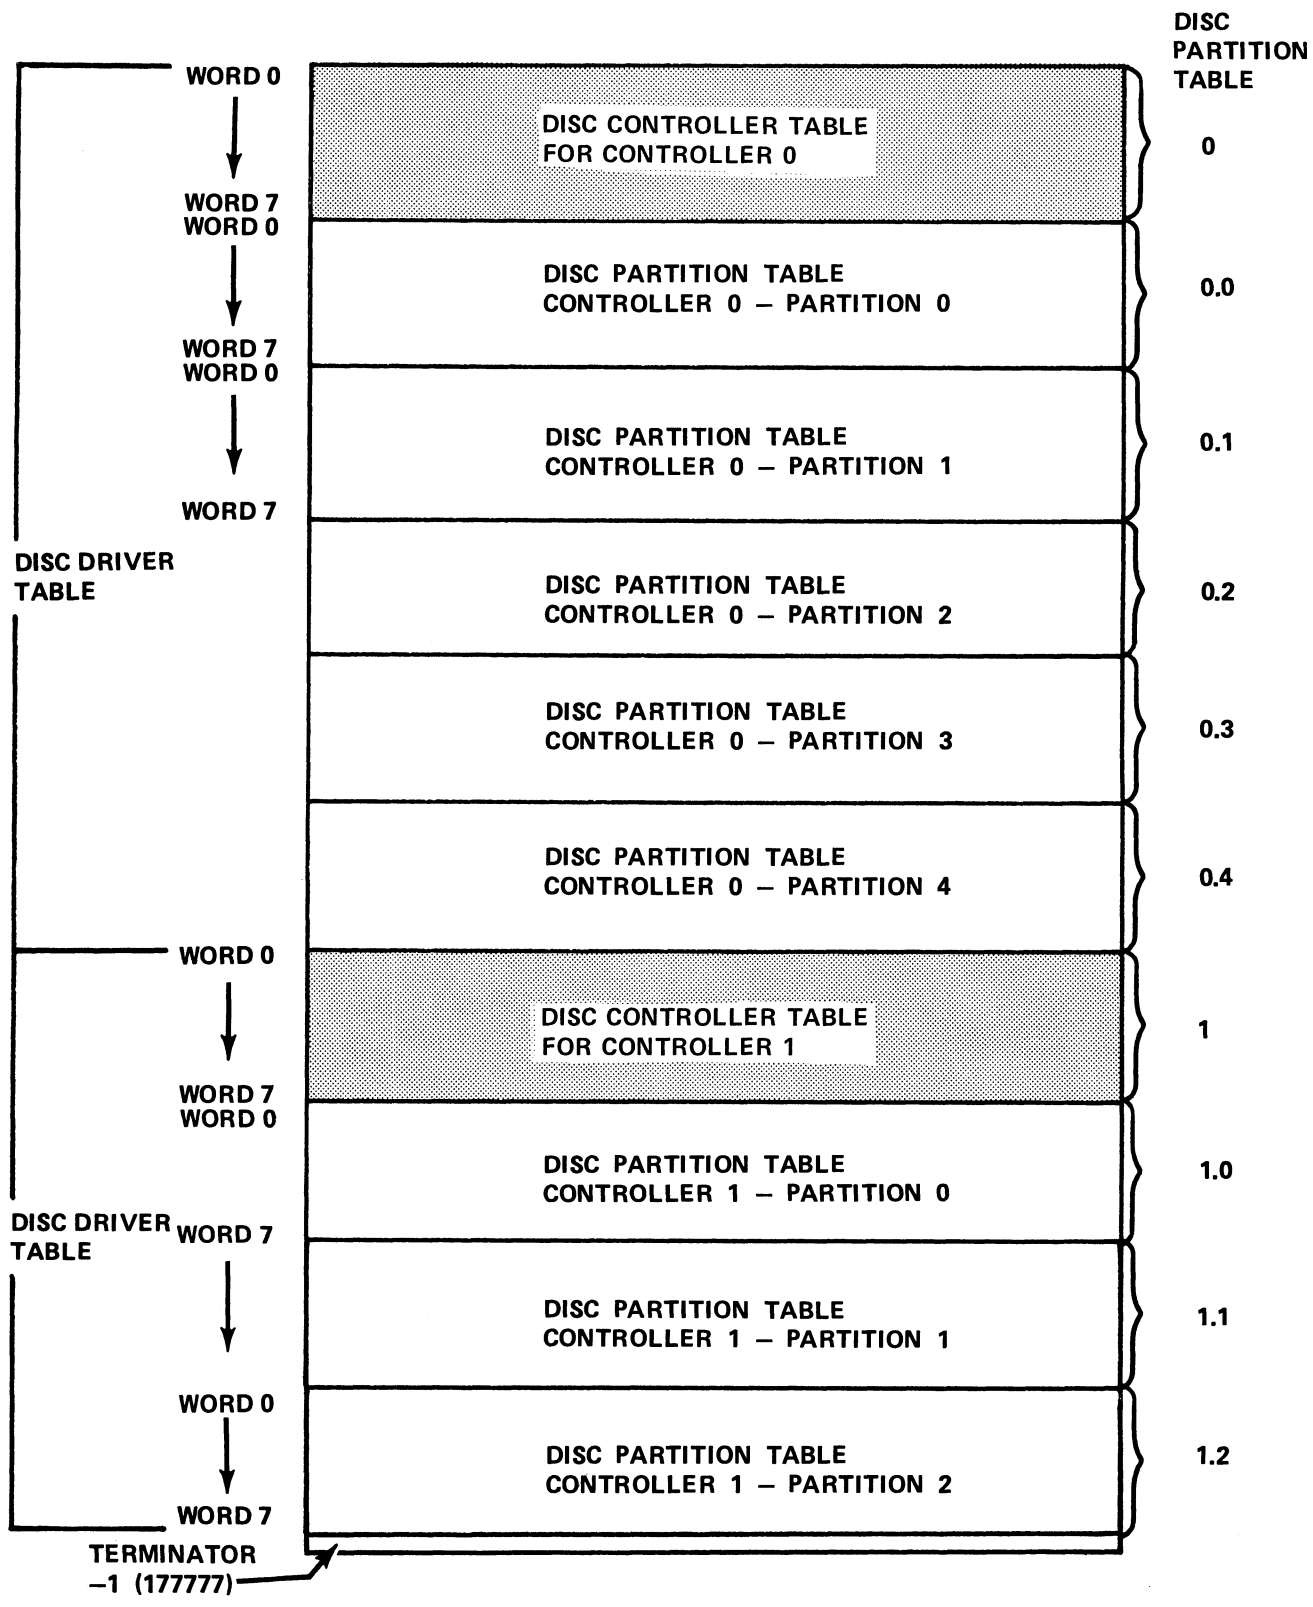 DISC
PARTITION
TABLE
WORD 0
DISC CONTROLLER TABLE
FOR CONTROLLER 0
0
WORD 7
WORD 0
DISC PARTITION TABLE
CONTROLLER 0 – PARTITION 0
0.0
WORD 7
WORD 0
DISC PARTITION TABLE
CONTROLLER 0 – PARTITION 1
0.1
WORD 7
DISC DRIVER
TABLE
DISC PARTITION TABLE
CONTROLLER 0 – PARTITION 2
0.2
DISC PARTITION TABLE
CONTROLLER 0 – PARTITION 3
0.3
DISC PARTITION TABLE
CONTROLLER 0 – PARTITION 4
0.4
WORD 0
DISC CONTROLLER TABLE
FOR CONTROLLER 1
1
WORD 7
WORD 0
DISC PARTITION TABLE
CONTROLLER 1 – PARTITION 0
1.0
DISC DRIVER
TABLE
WORD 7
DISC PARTITION TABLE
CONTROLLER 1 – PARTITION 1
1.1
WORD 0
DISC PARTITION TABLE
CONTROLLER 1 – PARTITION 2
1.2
WORD 7
TERMINATOR
–1 (177777)